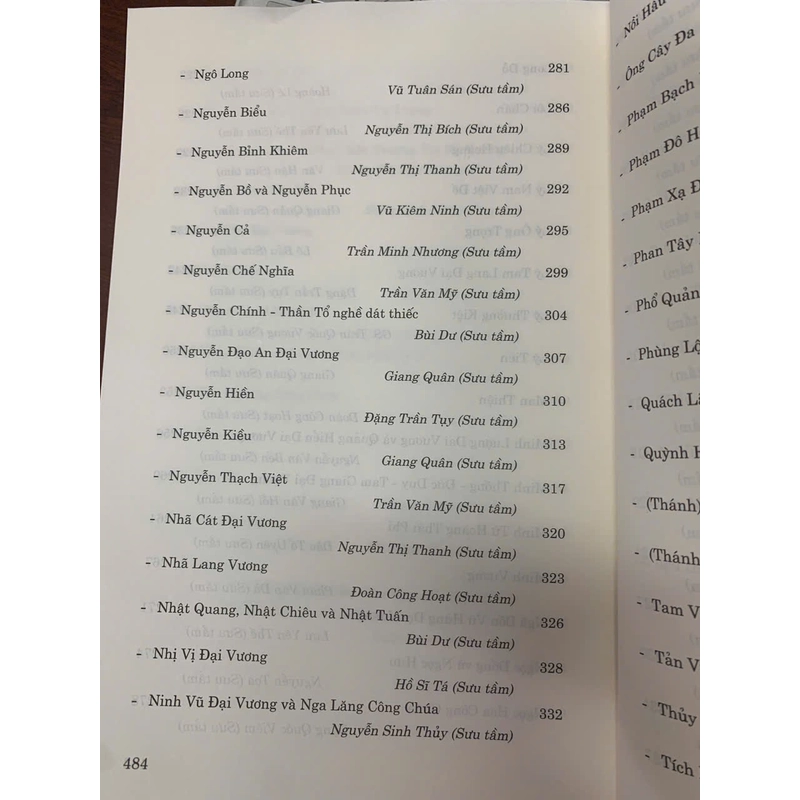 - Ngô Long 281
Vũ Tuân Sán (Sưu tầm)
- Nguyễn Biểu 286
Nguyễn Thị Bích (Sưu tầm)
- Nguyễn Bỉnh Khiêm 289
Nguyễn Thị Thanh (Sưu tầm)
- Nguyễn Bồ và Nguyễn Phục 292
Vũ Kiêm Ninh (Sưu tầm)
- Nguyễn Cả 295
Trần Minh Nhương (Sưu tầm)
- Nguyễn Chế Nghĩa 299
Trần Văn Mỹ (Sưu tầm)
- Nguyễn Chính - Thần Tổ nghề dát thiếc 304
Bùi Dư (Sưu tầm)
- Nguyễn Đạo An Đại Vương 307
Giang Quân (Sưu tầm)
- Nguyễn Hiền 310
Đặng Trần Tụy (Sưu tầm)
- Nguyễn Kiều 313
Giang Quân (Sưu tầm)
- Nguyễn Thạch Việt 317
Trần Văn Mỹ (Sưu tầm)
- Nhã Cát Đại Vương 320
Nguyễn Thị Thanh (Sưu tầm)
- Nhã Lang Vương 323
Đoàn Công Hoạt (Sưu tầm)
- Nhật Quang, Nhật Chiêu và Nhật Tuấn 326
Bùi Dư (Sưu tầm)
- Nhị Vị Đại Vương 328
Hồ Sĩ Tá (Sưu tầm)
- Ninh Vũ Đại Vương và Nga Lăng Công Chúa 332
Nguyễn Sinh Thủy (Sưu tầm)
484
- Nồi Hầu
- Ông Cây Đa
- Phạm Bạch
- Phạm Đô
- Phạm Xạ
- Phan Tây
- Phổ Quản
- Phùng Lộ
- Quách
- Quỳnh
- (Thánh)
- (Thánh
- Tam
- Tản
- Thủy
- Tích